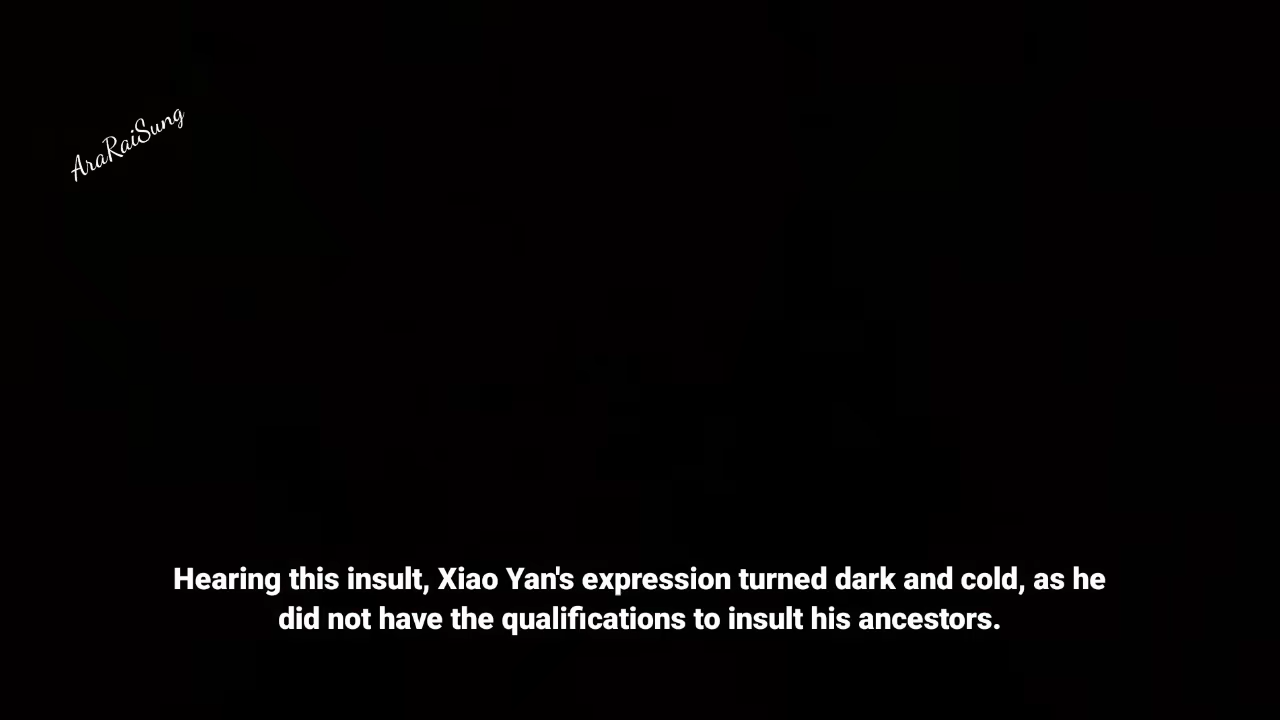 AraRaiSung
Hearing this insult, Xiao Yan's expression turned dark and cold, as he
did not have the qualifications to insult his ancestors.